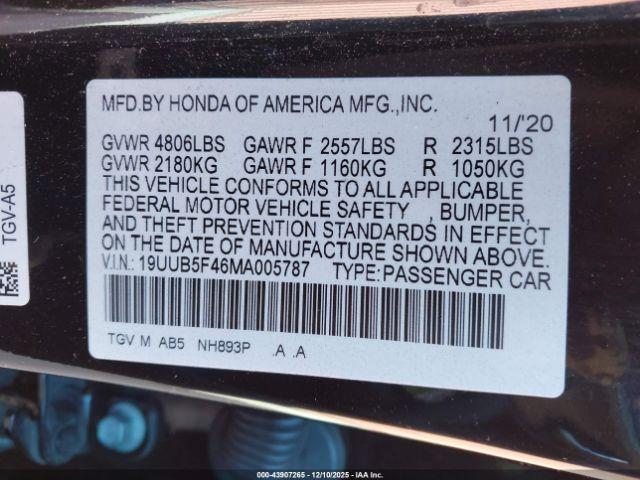 MFD.BY HONDA OF AMERICA MFG.,INC.
11/'20
GVWR 4806LBS GAWR F 2557LBS R 2315LBS
GVWR 2180KG GAWR F 1160KG R 1050KG
THIS VEHICLE CONFORMS TO ALL APPLICABLE
FEDERAL MOTOR VEHICLE SAFETY , BUMPER,
AND THEFT PREVENTION STANDARDS IN EFFECT
ON THE DATE OF MANUFACTURE SHOWN ABOVE.
V.I.N.: 19UUB5F46MA005787 TYPE:PASSENGER CAR
TGV M AB5 NH893P .A .A
TGV-A5
000-43907265 - 12/10/2025 - IAA Inc.